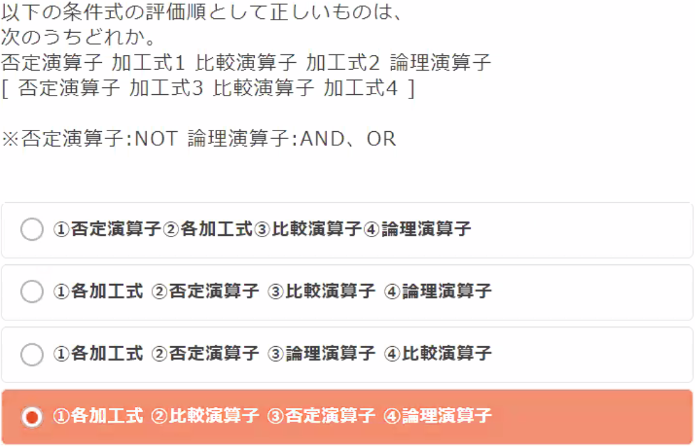 以下の条件式の評価順として正しいものは、
次のうちどれか。
否定演算子 加工式1 比較演算子 加工式2 論理演算子
[ 否定演算子 加工式3 比較演算子 加工式4 ]
※否定演算子:NOT 論理演算子:AND、OR
①否定演算子②各加工式③比較演算子④論理演算子
①各加工式 ②否定演算子 ③比較演算子 ④論理演算子
①各加工式 ②否定演算子 ③論理演算子 ④比較演算子
①各加工式 ②比較演算子 ③否定演算子 ④論理演算子